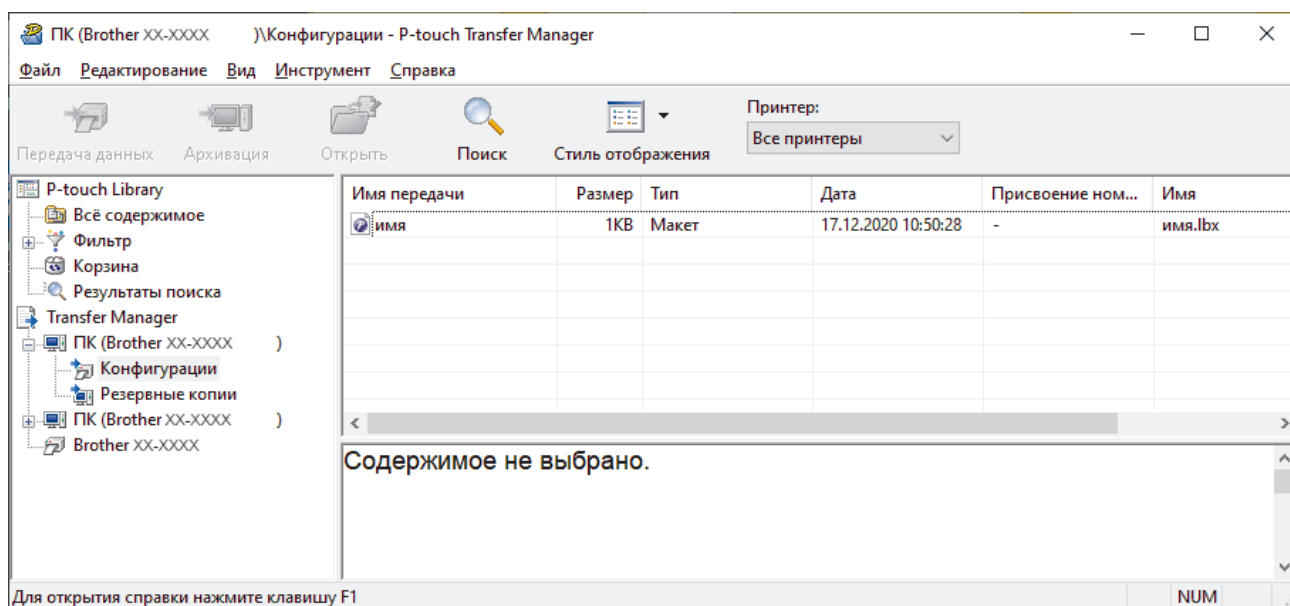 ПК (Brother XX-XXXX )\Конфигурации - P-touch Transfer Manager
Файл Редактирование Вид Инструмент Справка
Передача данных Архивация Открыть Поиск Стиль отображения
Принтер:
Все принтеры
P-touch Library
Всё содержимое
Фильтр
Корзина
Результаты поиска
Transfer Manager
ПК (Brother XX-XXXX )
Конфигурации
Резервные копии
ПК (Brother XX-XXXX )
Brother XX-XXXX
Имя передачи Размер Тип Дата Присвоение ном... Имя
имя 1KB Макет 17.12.2020 10:50:28 - имя.lbx
Содержимое не выбрано.
Для открытия справки нажмите клавишу F1 NUM